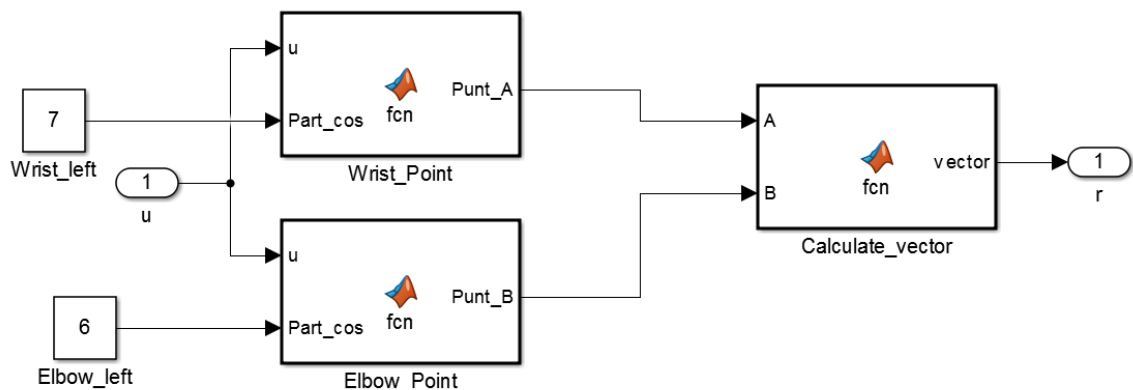 u
Part_cos
fcn
Punt_A
Wrist_Point
7
Wrist_left
1
u
A
B
fcn
vector
Calculate_vector
1
r
u
Part_cos
fcn
Punt_B
Elbow_Point
6
Elbow_left